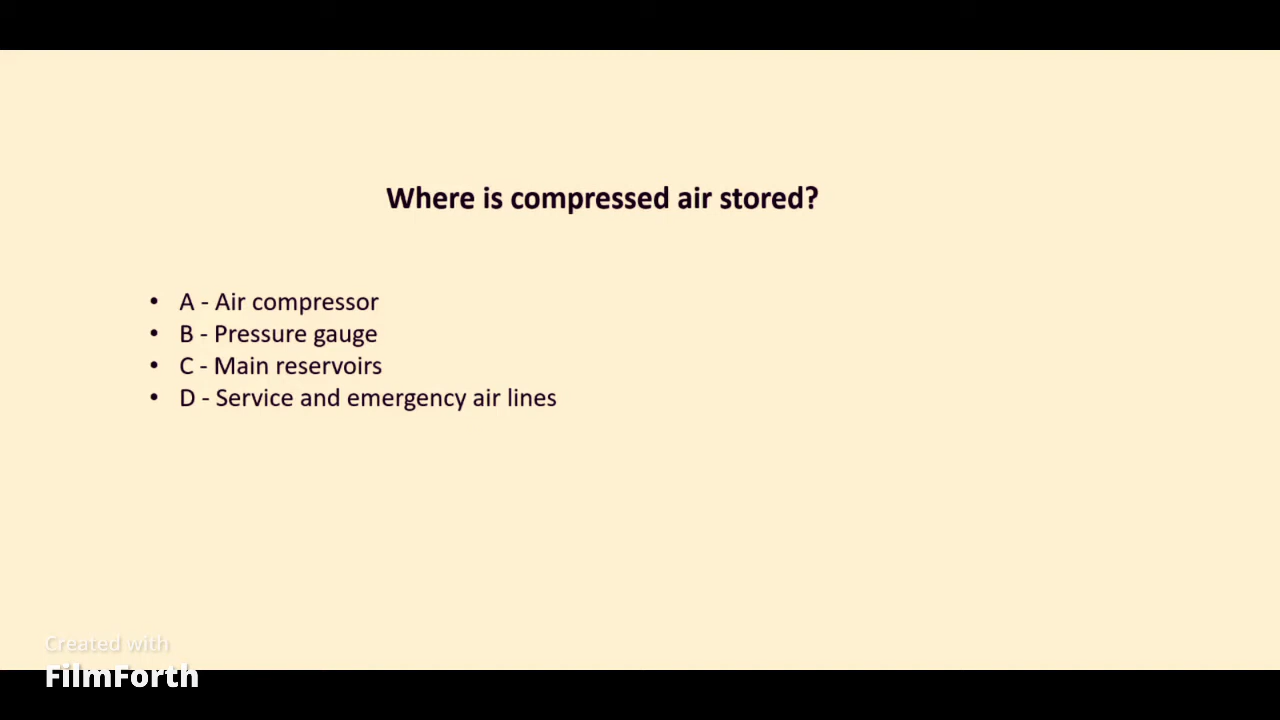 Where is compressed air stored?
• A - Air compressor
• B - Pressure gauge
• C - Main reservoirs
• D - Service and emergency air lines
Created with
FilmForth